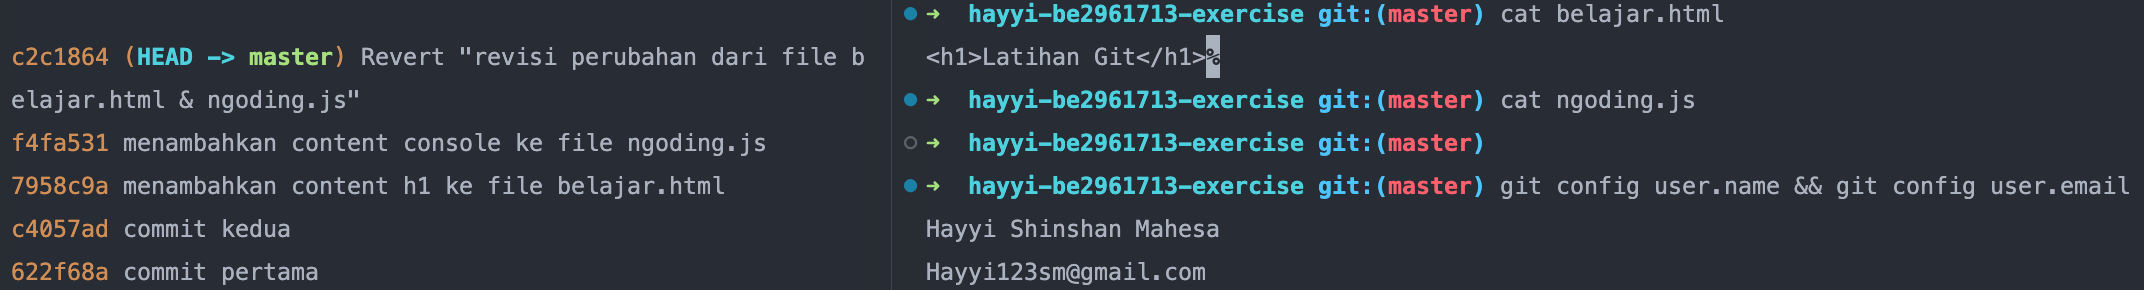 c2c1864 (HEAD -> master) Revert "revisi perubahan dari file b
elajar.html & ngoding.js"
f4fa531 menambahkan content console ke file ngoding.js
7958c9a menambahkan content h1 ke file belajar.html
c4057ad commit kedua
622f68a commit pertama
➜  hayyi-be2961713-exercise git:(master) cat belajar.html
<h1>Latihan Git</h1>%
➜  hayyi-be2961713-exercise git:(master) cat ngoding.js
➜  hayyi-be2961713-exercise git:(master)
➜  hayyi-be2961713-exercise git:(master) git config user.name && git config user.email
Hayyi Shinshan Mahesa
Hayyi123sm@gmail.com